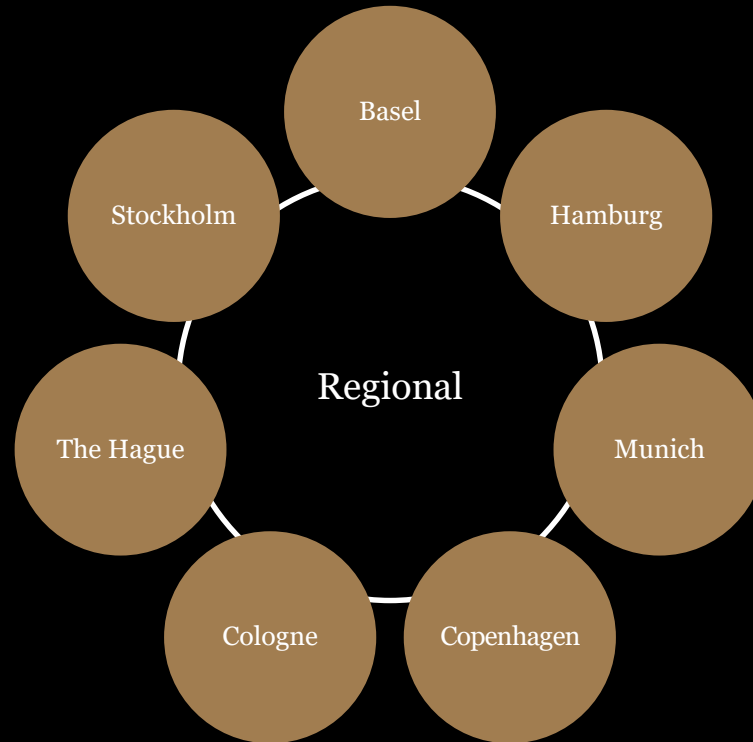 Basel
Stockholm
Hamburg
Regional
The Hague
Munich
Cologne
Copenhagen